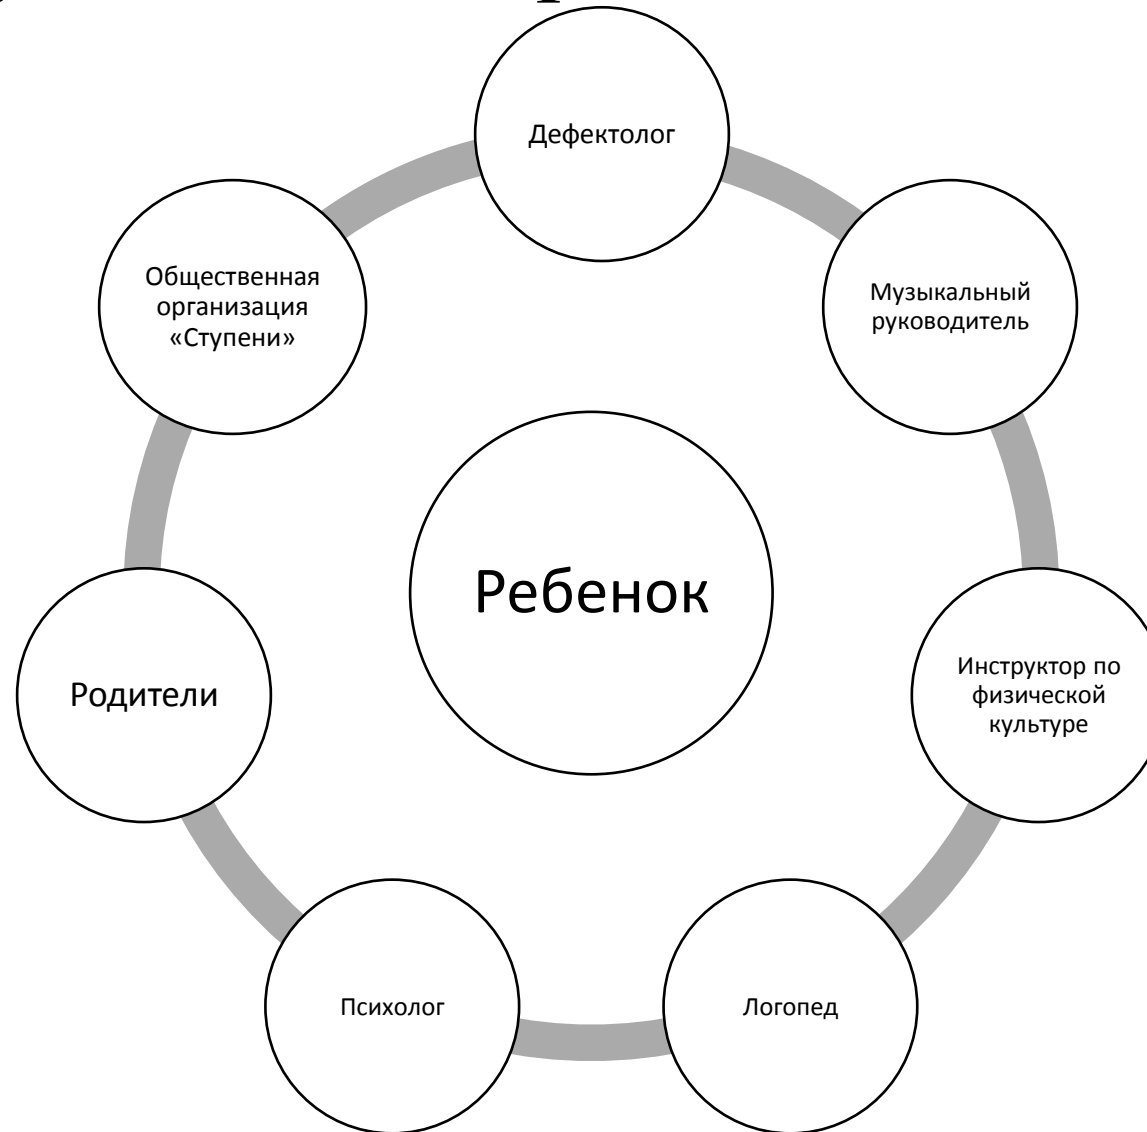 Дефектолог
Общественная
организация
«Ступени»
Музыкальный
руководитель
Ребенок
Родители
Инструктор по
физической
культуре
Психолог
Логопед